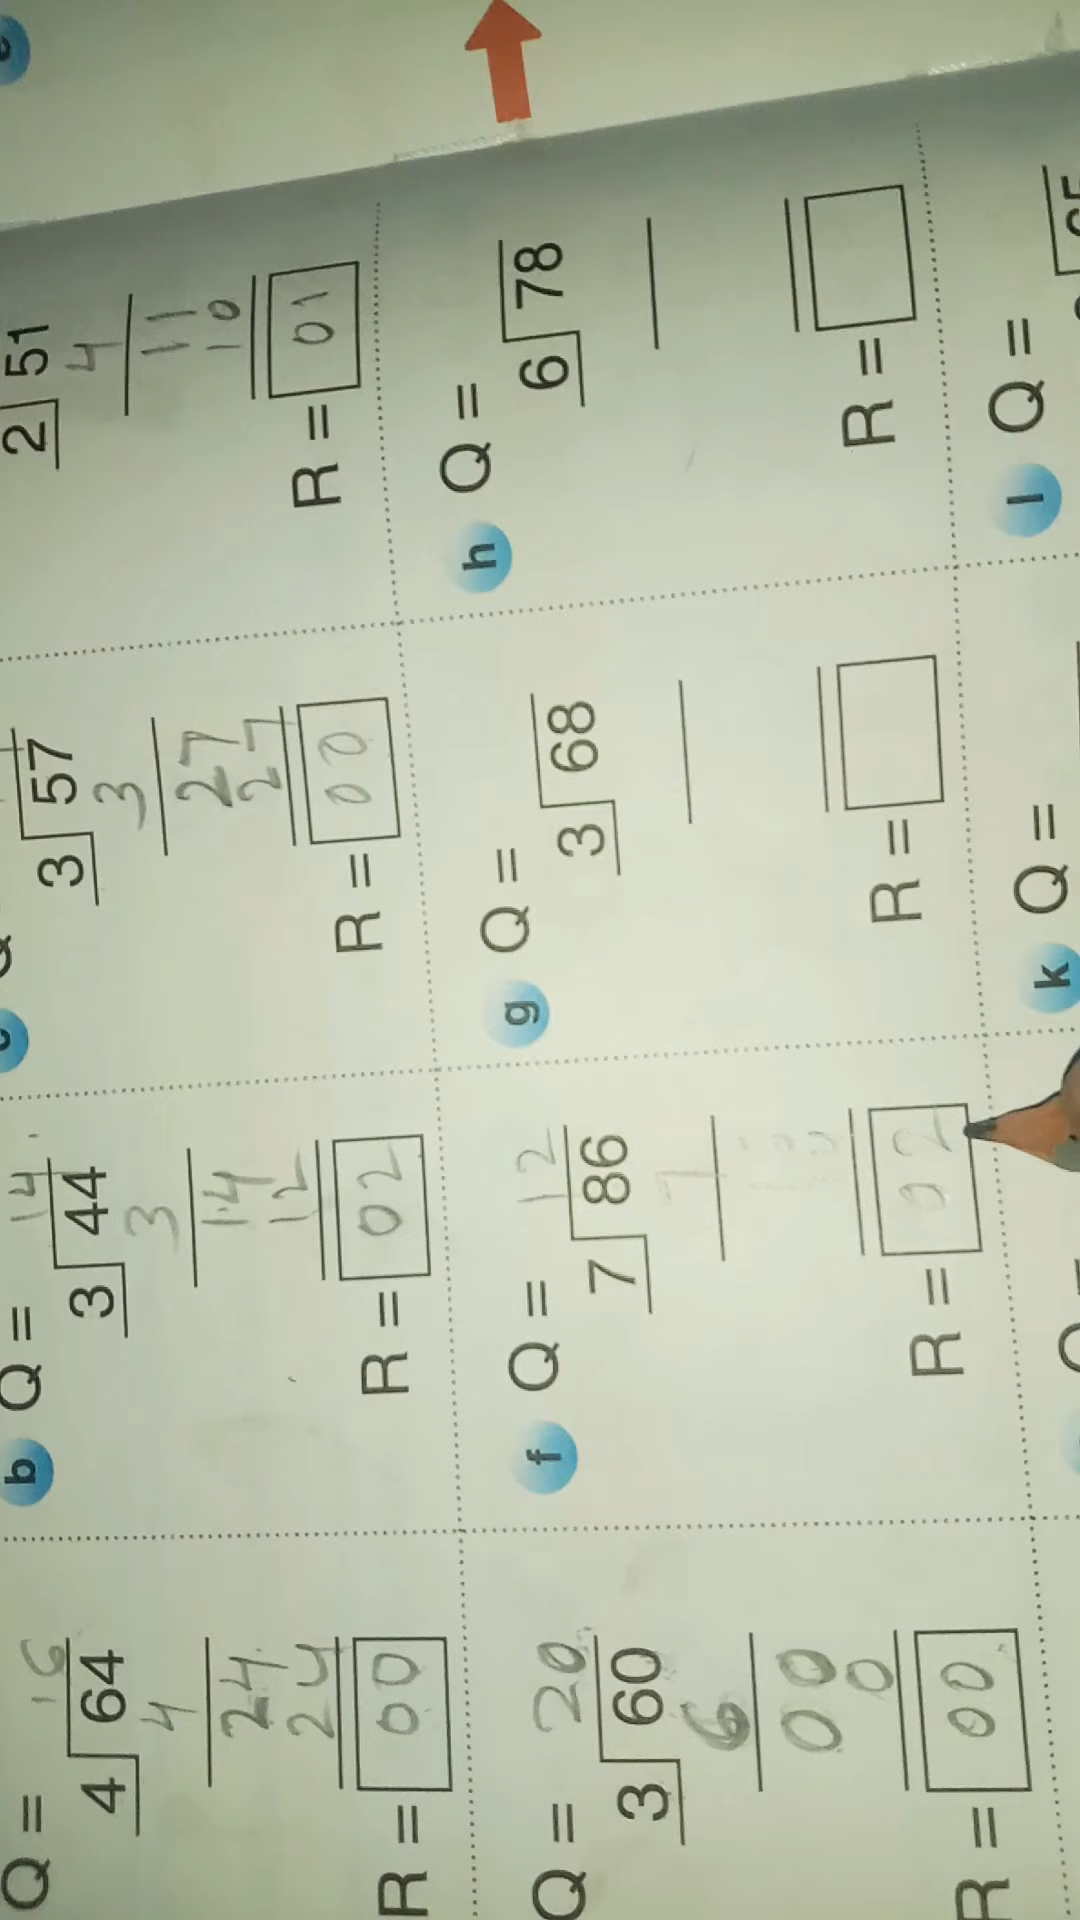 Q = 16
4 64
4
24
24
R = 00
b Q = 14
3 44
3
14
12
R = 02
c
3 57
3
27
27
R = 00
2 51
4
11
10
R = 01
Q = 20
3 60
6
00
0
R = 00
f Q = 12
7 86
7
R = 02
g Q =
3 68
R =
h Q =
6 78
R =
k Q =
l Q =